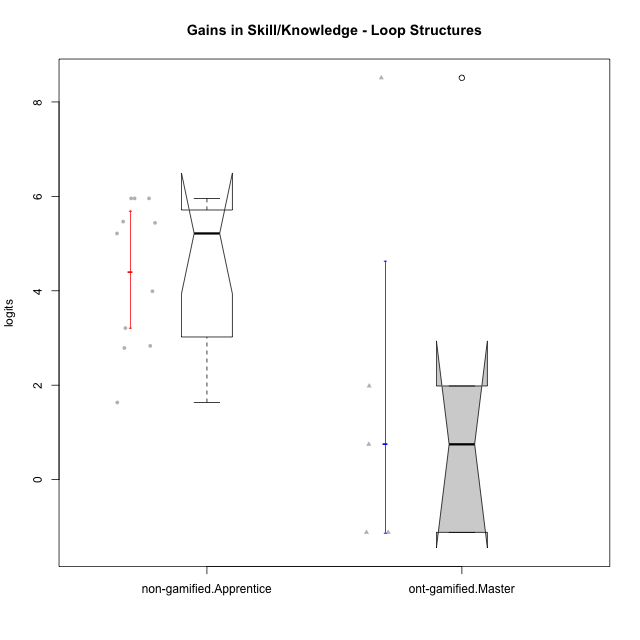 Gains in Skill/Knowledge - Loop Structures
logits
8
6
4
2
0
non-gamified.Apprentice
ont-gamified.Master